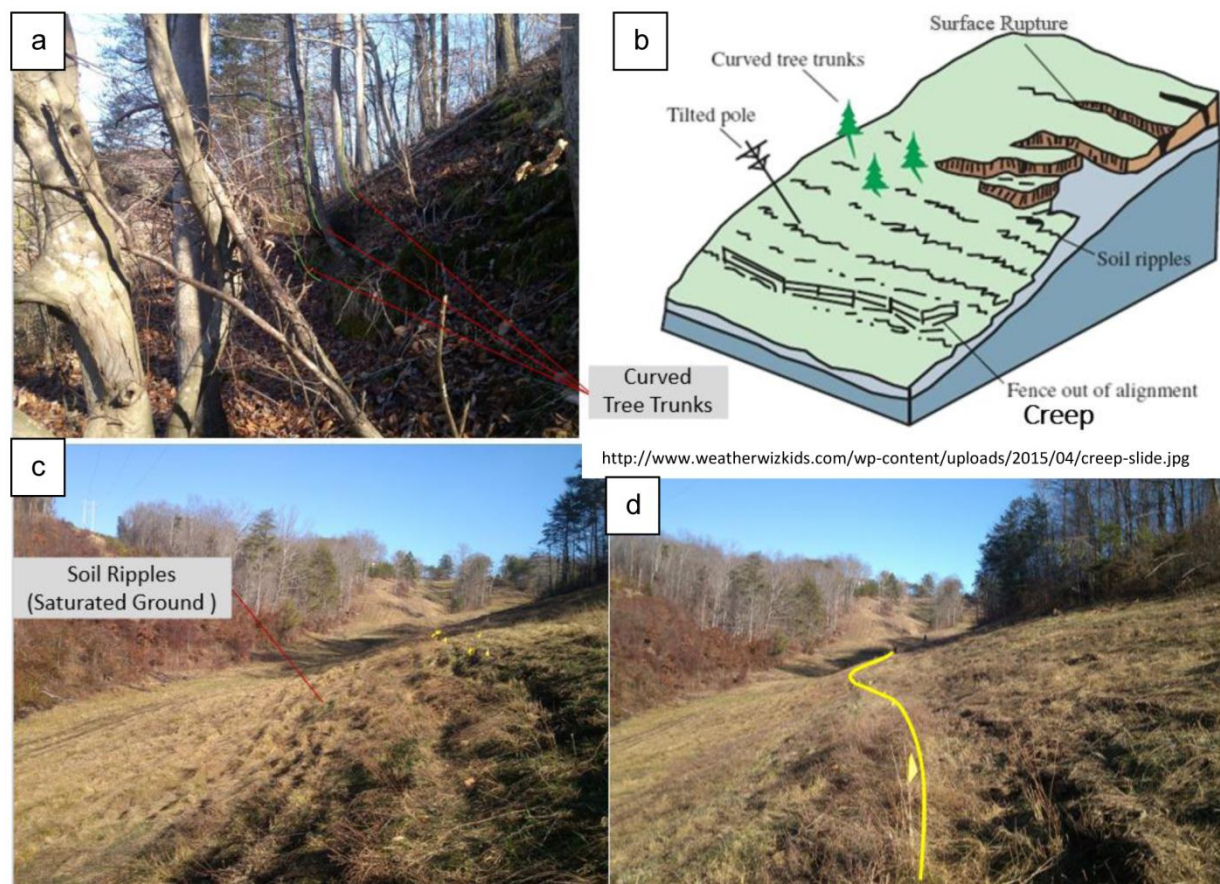 a
Curved
Tree Trunks
b
Surface Rupture
Curved tree trunks
Tilted pole
Soil ripples
Fence out of alignment
Creep
http://www.weatherwizkids.com/wp-content/uploads/2015/04/creep-slide.jpg
c
Soil Ripples
(Saturated Ground )
d